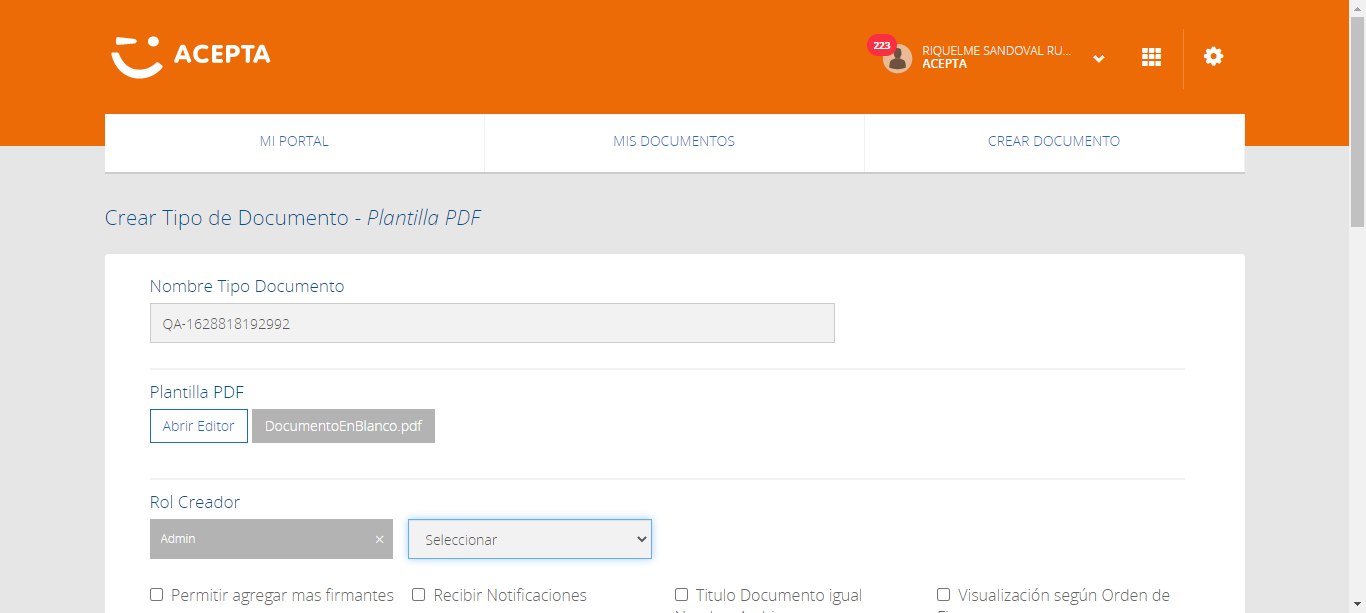 ACEPTA
223
RIQUELME SANDOVAL RU...
ACEPTA
MI PORTAL
MIS DOCUMENTOS
CREAR DOCUMENTO
Crear Tipo de Documento - Plantilla PDF
Nombre Tipo Documento
QA-1628818192992
Plantilla PDF
Abrir Editor
DocumentoEnBlanco.pdf
Rol Creador
Admin ×
Seleccionar
Permitir agregar mas firmantes
Recibir Notificaciones
Titulo Documento igual
Visualización según Orden de